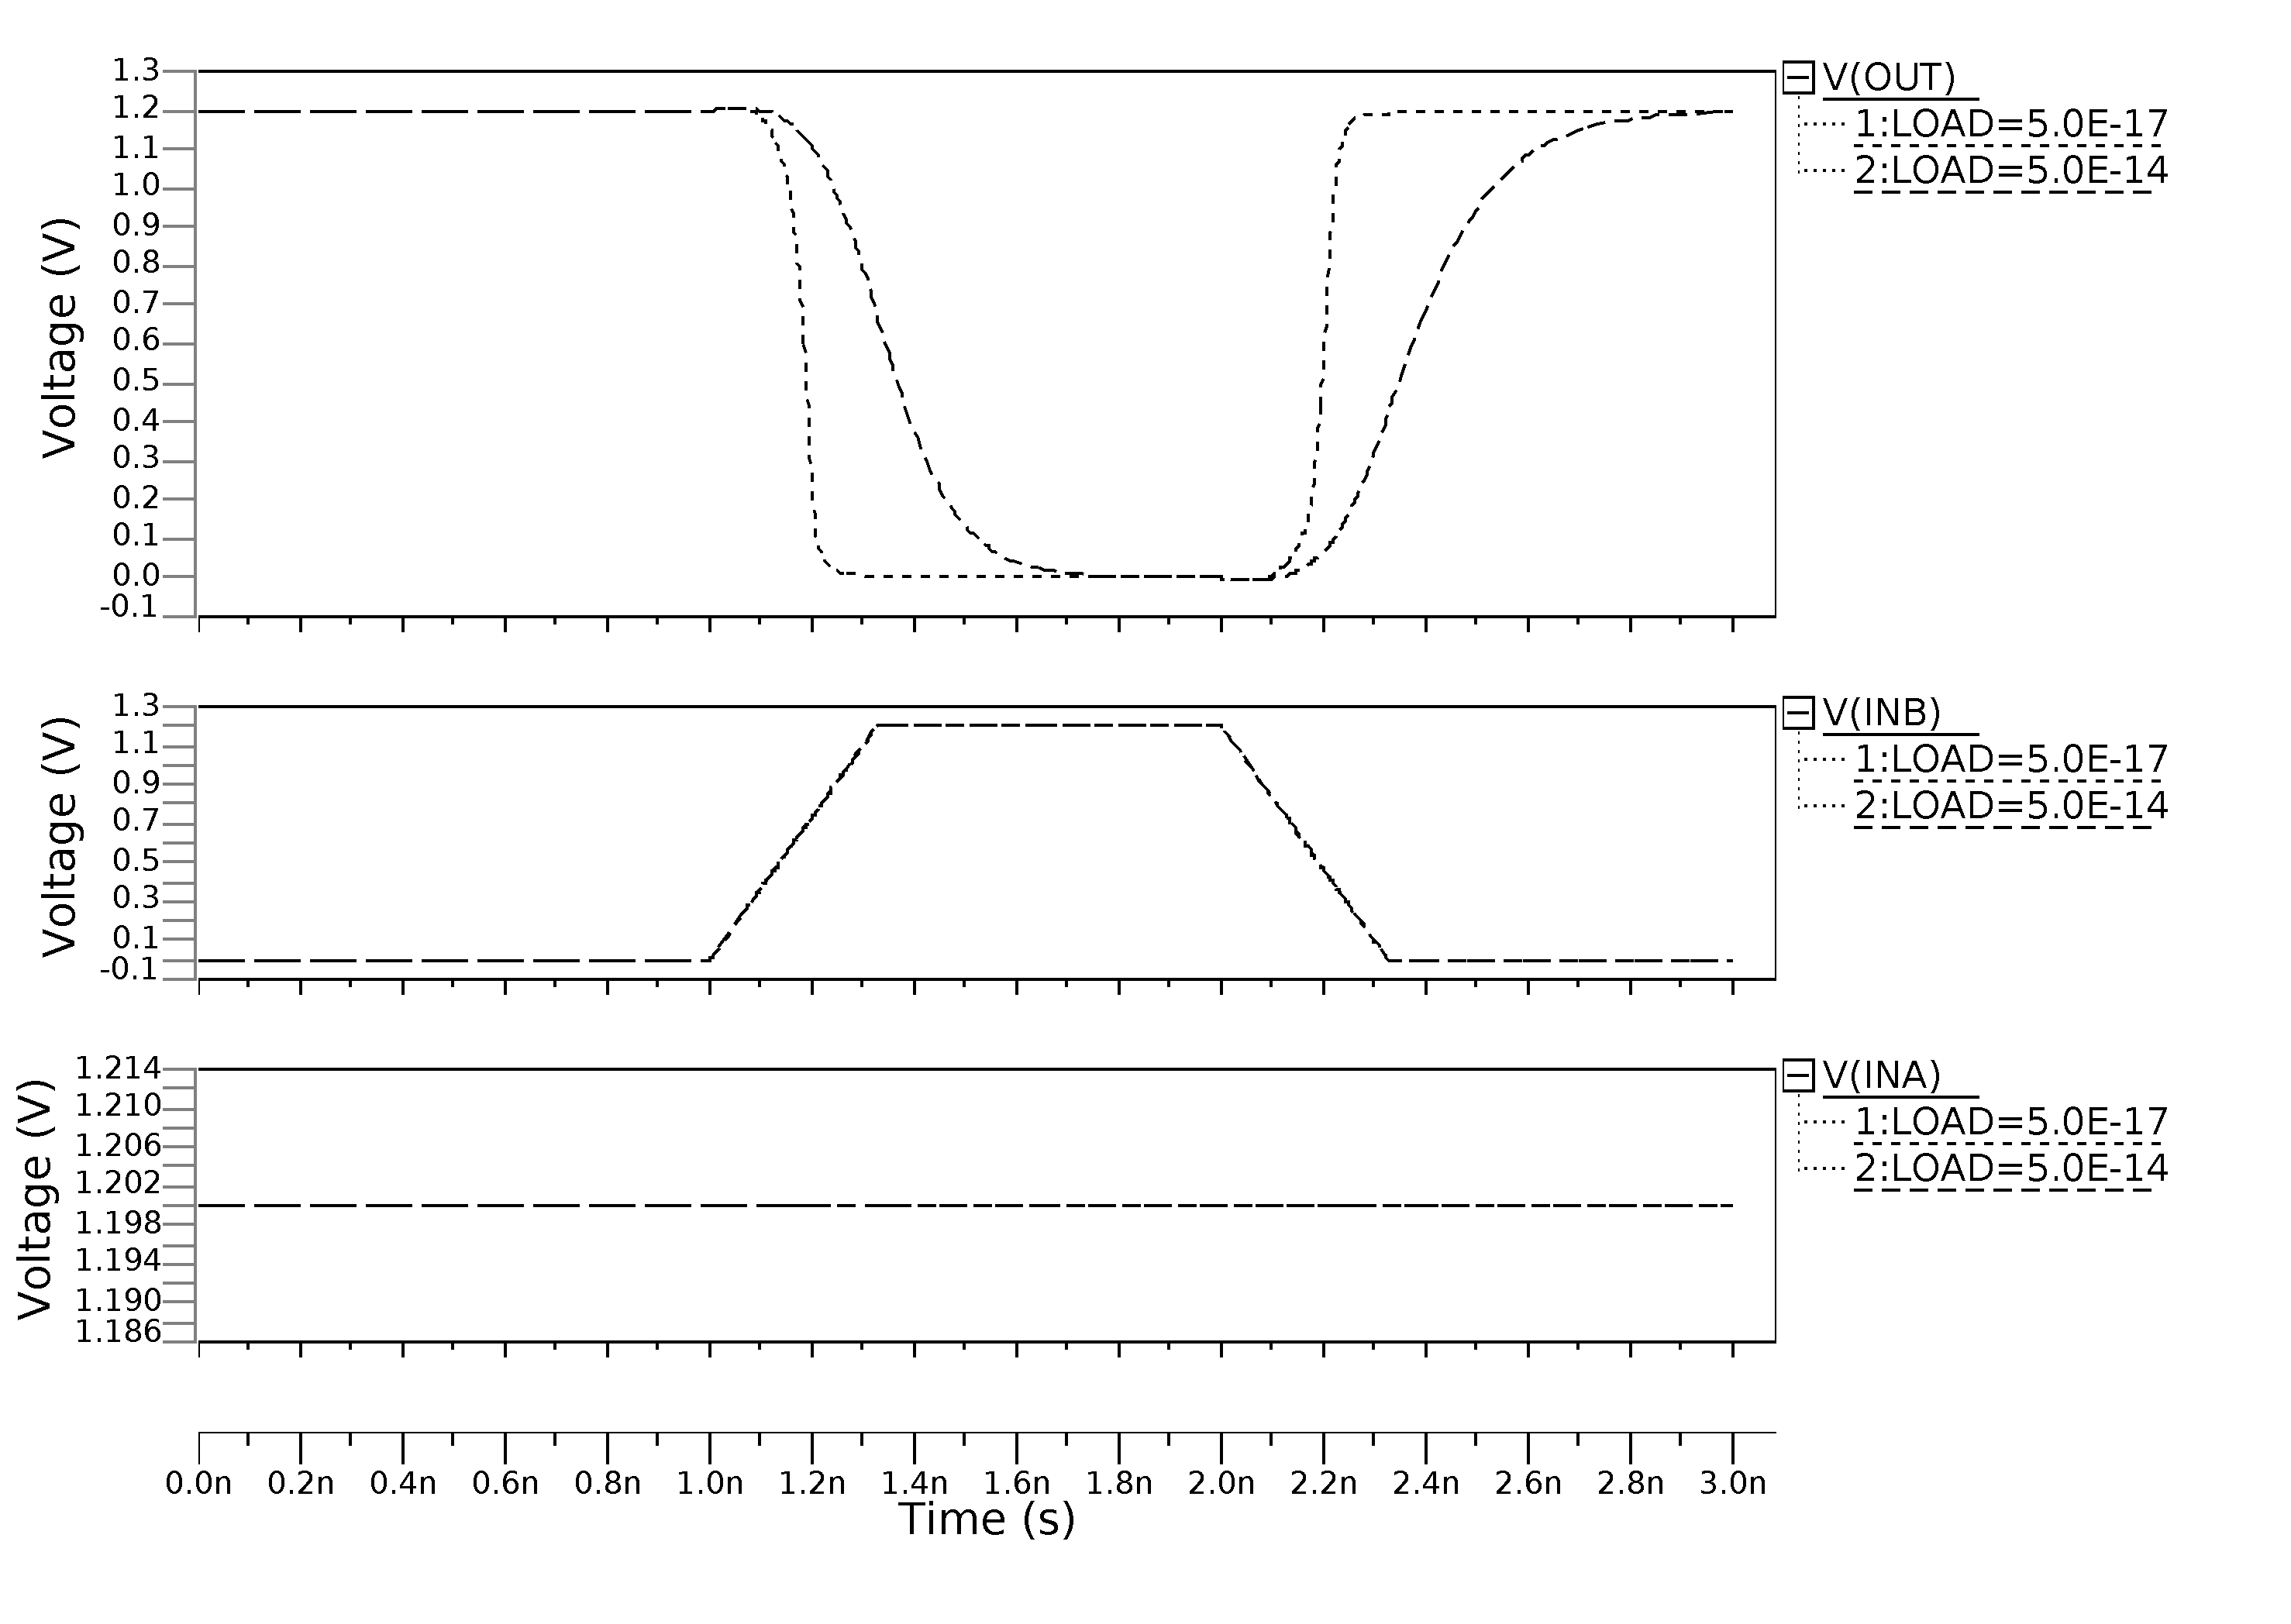 1.3
1.2
1.1
1.0
0.9
0.8
0.7
0.6
0.5
0.4
0.3
0.2
0.1
0.0
-0.1
Voltage (V)
V(OUT)
1:LOAD=5.0E-17
2:LOAD=5.0E-14
1.3
1.1
0.9
0.7
0.5
0.3
0.1
-0.1
Voltage (V)
V(INB)
1:LOAD=5.0E-17
2:LOAD=5.0E-14
1.214
1.210
1.206
1.202
1.198
1.194
1.190
1.186
Voltage (V)
V(INA)
1:LOAD=5.0E-17
2:LOAD=5.0E-14
0.0n 0.2n 0.4n 0.6n 0.8n 1.0n 1.2n 1.4n 1.6n 1.8n 2.0n 2.2n 2.4n 2.6n 2.8n 3.0n
Time (s)